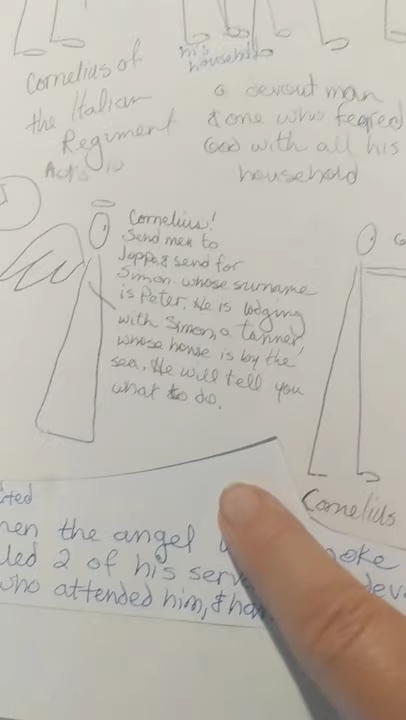 his
household
Cornelius of
the Italian
Regiment
Acts 10
a devout man
& one who feared
God with all his
household
Cornelius!
Send men to
Joppa & send for
Simon whose surname
is Peter. He is lodging
with Simon, a tanner,
whose house is by the
sea. He will tell you
what to do.
Cornelius
the angel
2 of his
who attended him, &